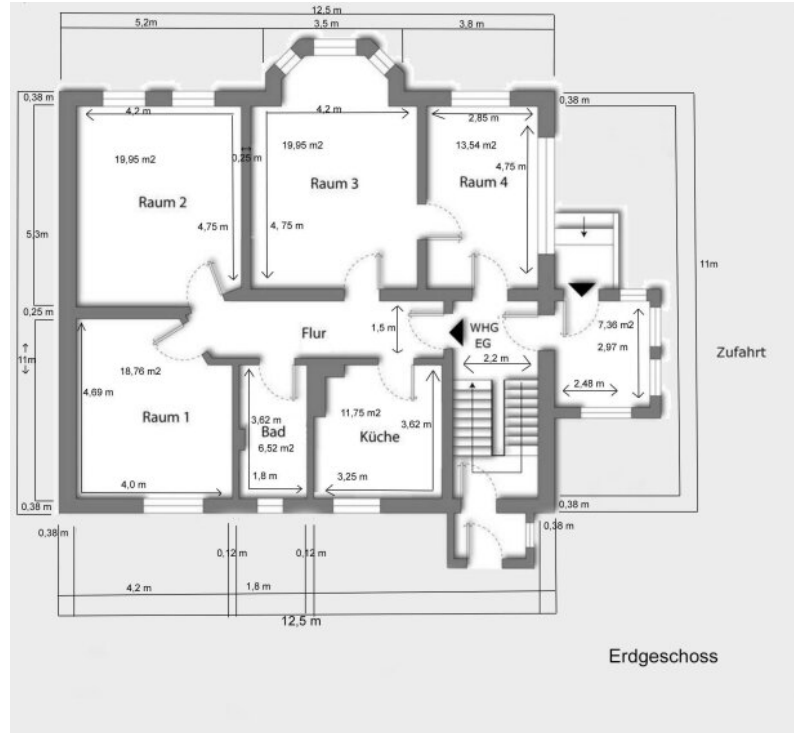 12,5 m
5,2m
3,5 m
3,8 m
0,38 m
0,38 m
4,2 m
4,2 m
2,85 m
19,95 m2
0,25 m
19,95 m2
13,54 m2
4,75 m
Raum 2
Raum 3
Raum 4
4,75 m
4, 75 m
5,3m
11m
0,25 m
1,5 m
Flur
WHG
EG
7,36 m2
2,97 m
Zufahrt
11m
2,2 m
18,76 m2
4,69 m
2,48 m
Raum 1
3,62 m
Bad
6,52 m2
11,75 m2
3,62 m
Küche
1,8 m
3,25 m
4,0 m
0,38 m
0,38 m
0,38 m
0,38 m
0,12 m
0,12 m
4,2 m
1,8 m
12,5 m
Erdgeschoss